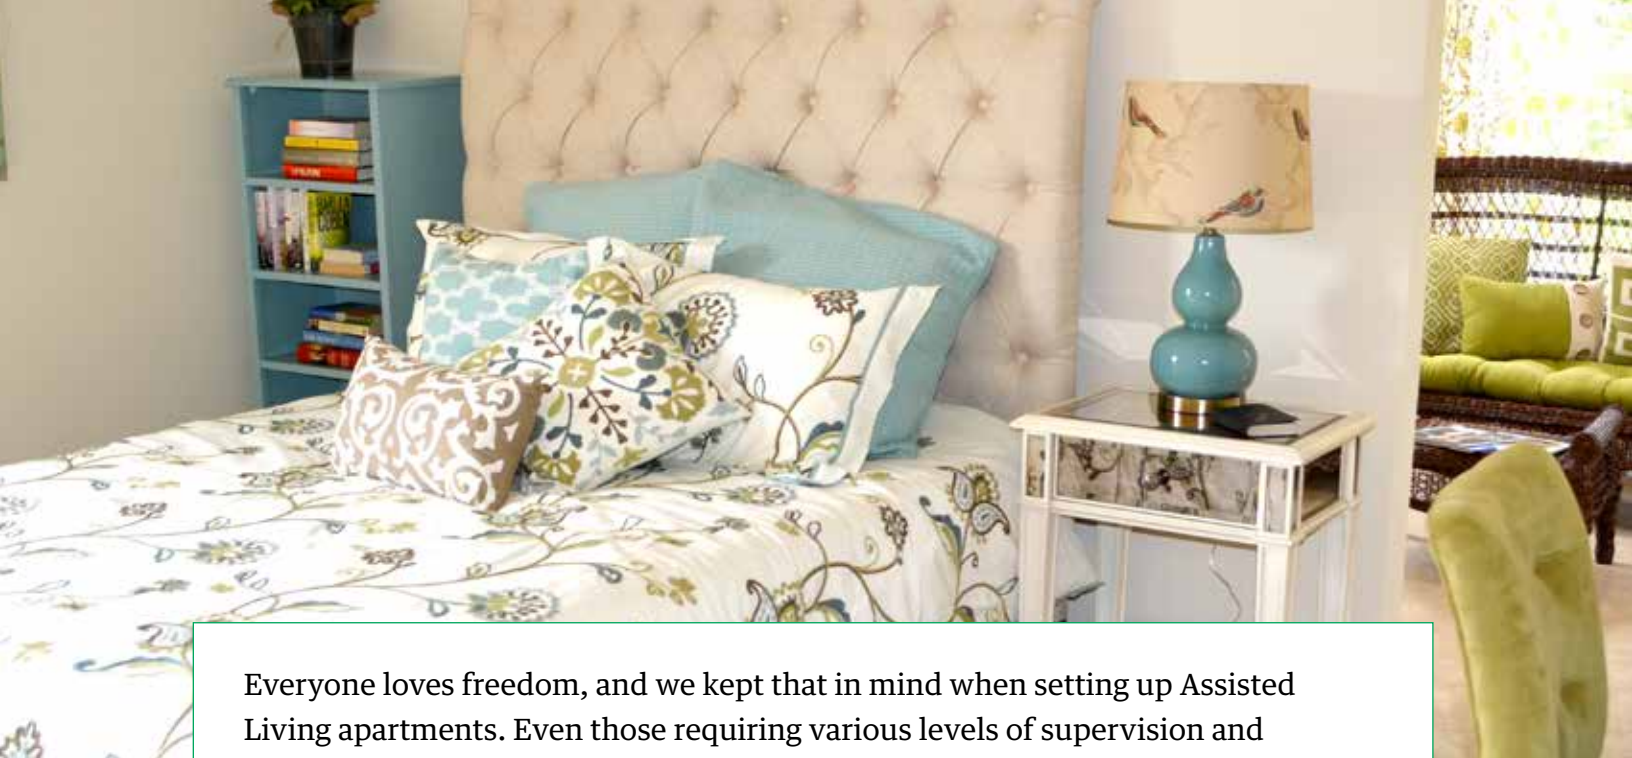 Everyone loves freedom, and we kept that in mind when setting up Assisted
Living apartments. Even those requiring various levels of supervision and